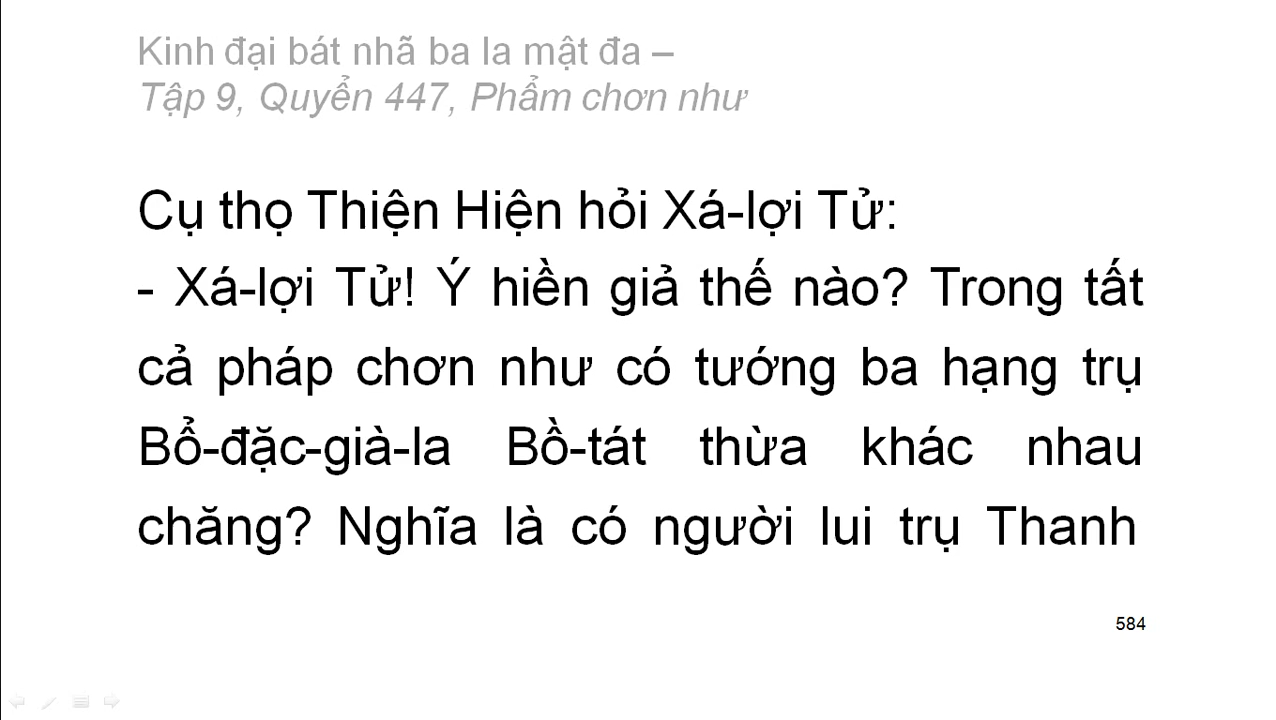 Kinh đại bát nhã ba la mật đa –
Tập 9, Quyển 447, Phẩm chơn như
Cụ thọ Thiện Hiện hỏi Xá-lợi Tử:
- Xá-lợi Tử! Ý hiền giả thế nào? Trong tất
cả pháp chơn như có tướng ba hạng trụ
Bổ-đặc-già-la Bồ-tát thừa khác nhau
chăng? Nghĩa là có người lui trụ Thanh
584